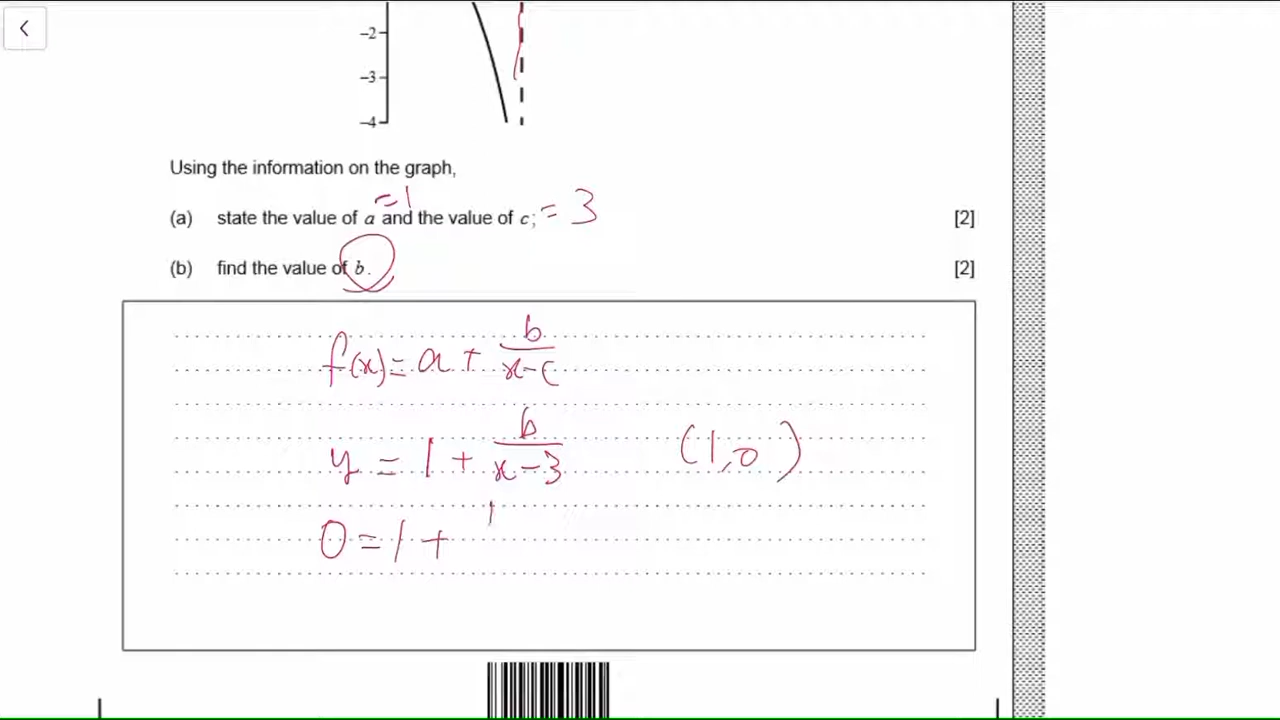 -2
-3
-4
Using the information on the graph,
=1
(a) state the value of a and the value of c; = 3 [2]
(b) find the value of b. [2]
f(x) = a + b/(x-c)
y = 1 + b/(x-3) (1,0)
0 = 1 +